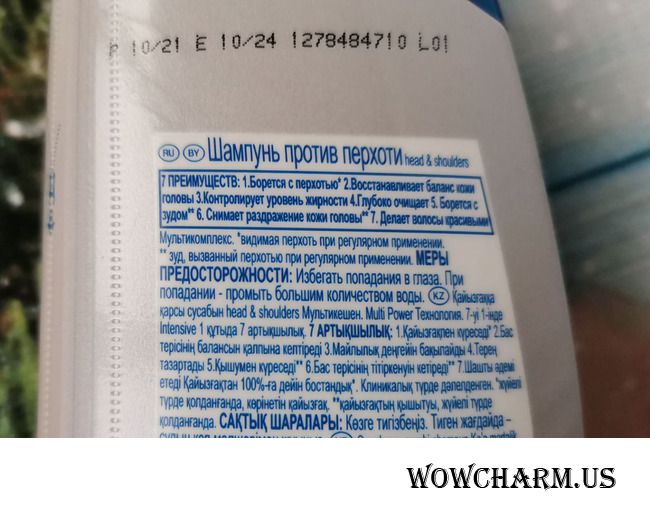 P 10/21 E 10/24 1278484710 L01
RU BY Шампунь против перхоти head & shoulders
7 ПРЕИМУЩЕСТВ: 1.Борется с перхотью* 2.Восстанавливает баланс кожи
головы 3.Контролирует уровень жирности 4.Глубоко очищает 5. Борется с
зудом** 6. Снимает раздражение кожи головы** 7. Делает волосы красивыми
Мультикомплекс. *видимая перхоть при регулярном применении.
** зуд, вызванный перхотью при регулярном применении. МЕРЫ
ПРЕДОСТОРОЖНОСТИ: Избегать попадания в глаза. При
попадании - промыть большим количеством воды. KZ Қайызғаққа
қарсы сусабын head & shoulders Мультикешен. Multi Power Технология. 7-уі 1-інде
Intensive 1 құтыда 7 артықшылық. 7 АРТЫҚШЫЛЫҚ: 1.Қайызғақпен күреседі* 2.Бас
терісінің балансын қалпына келтіреді 3.Майлылық деңгейін бақылайды 4.Терең
тазартады 5.Қышумен күреседі** 6.Бас терісінің тітіркенуін кетіреді** 7.Шашты әдемі
етеді Қайызғақтан 100%-ға дейін бостандық*. Клиникалық түрде дәлелденген. *жүйелі
түрде қолданғанда, көрінетін қайызғақ. **қайызғақтың қышытуы, жүйелі түрде
қолданғанда. САҚТЫҚ ШАРАЛАРЫ: Көзге тигізбеңіз. Тиген жағдайда –
WOWCHARM.US